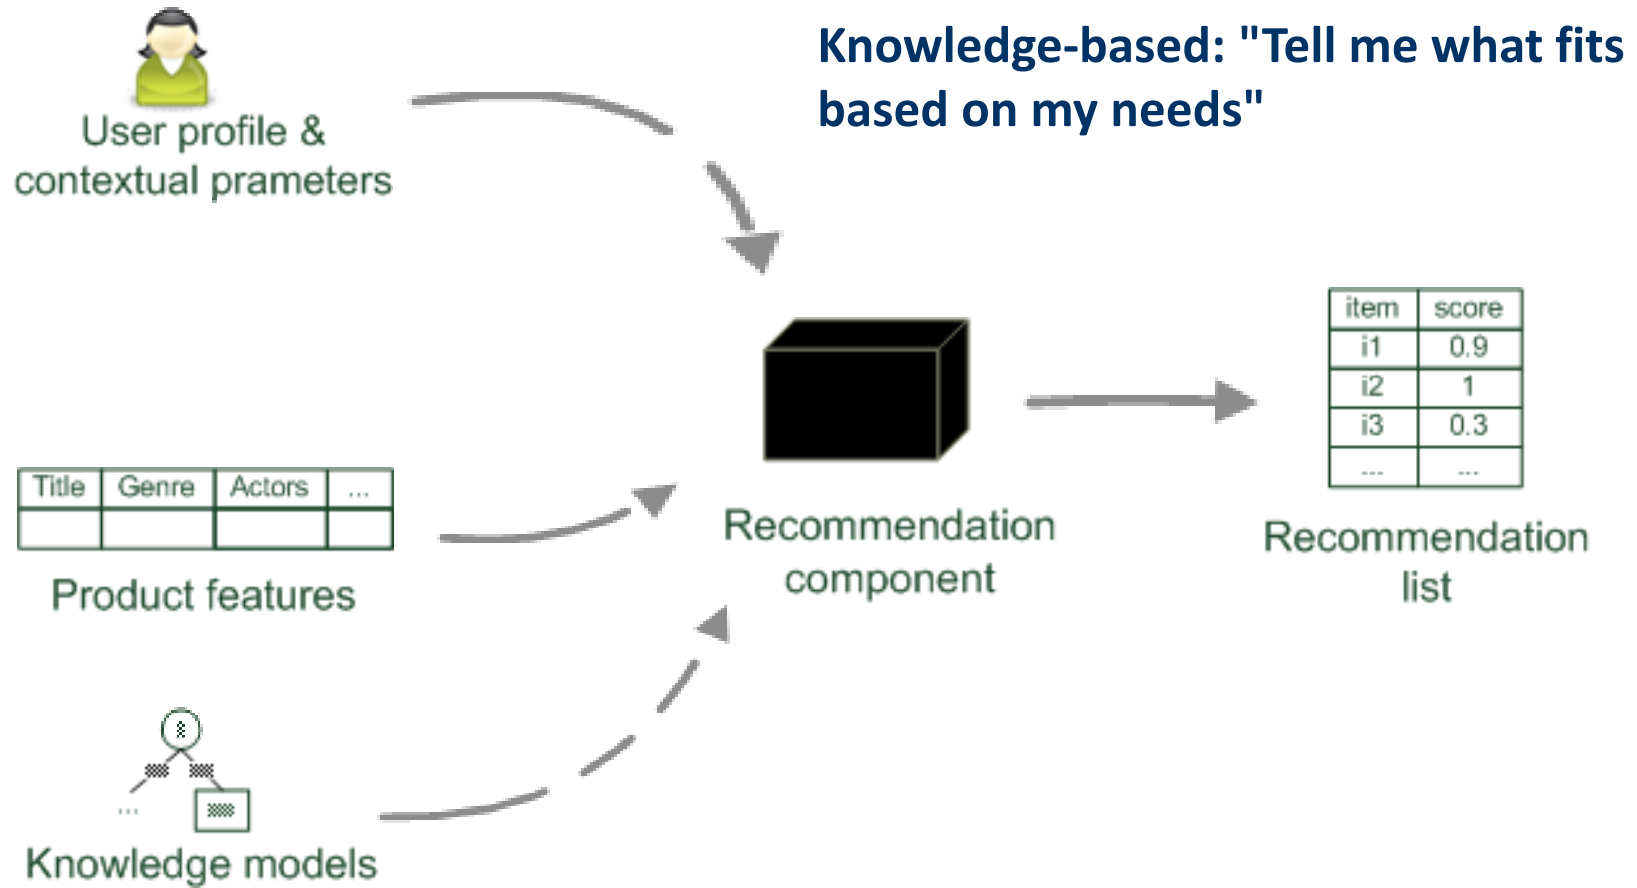 Knowledge-based: "Tell me what fits
based on my needs"
User profile &
contextual prameters
Title Genre Actors ...
Product features
Knowledge models
...
Recommendation
component
item score
i1 0.9
i2 1
i3 0.3
... ...
Recommendation
list